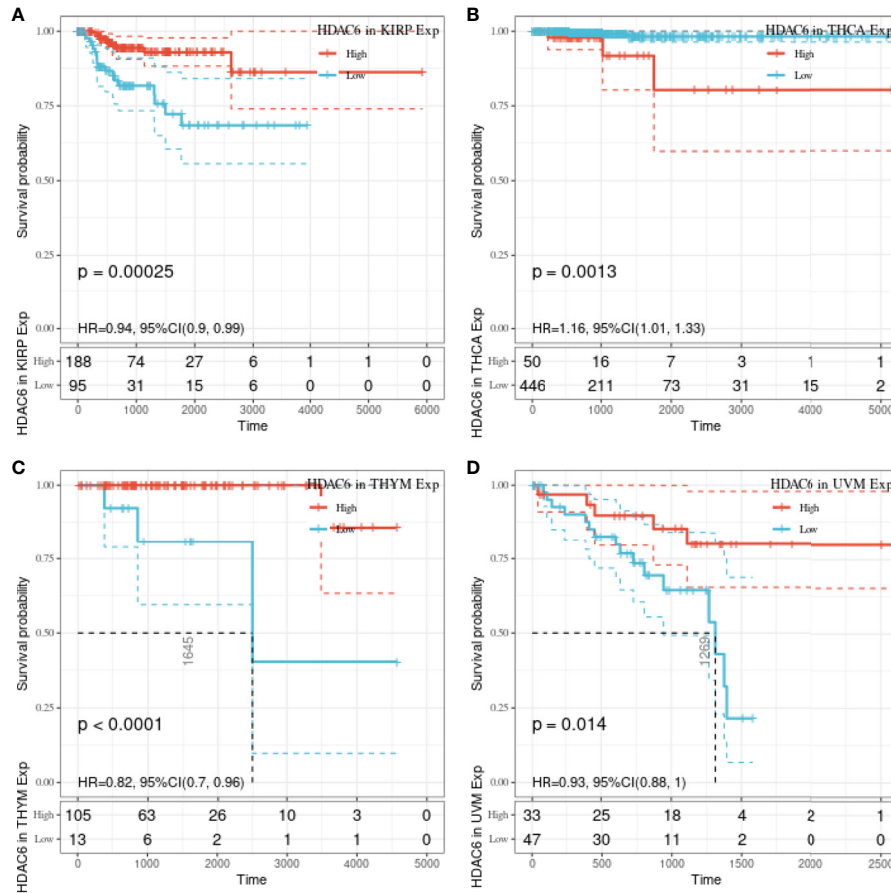 A
HDAC6 in KIRP Exp
High
Low
1.00
0.75
0.50
0.25
0.00
Survival probability
p = 0.00025
HR=0.94, 95%CI(0.9, 0.99)
HDAC6 in KIRP Exp
High 188 74 27 6 1 1 0
Low 95 31 15 6 0 0 0
0 1000 2000 3000 4000 5000 6000
Time
B
HDAC6 in THCA Exp
High
Low
1.00
0.75
0.50
0.25
0.00
Survival probability
p = 0.0013
HR=1.16, 95%CI(1.01, 1.33)
HDAC6 in THCA Exp
High 50 16 7 3 1 1
Low 446 211 73 31 15 2
0 1000 2000 3000 4000 5000
Time
C
HDAC6 in THYM Exp
High
Low
1.00
0.75
0.50
0.25
0.00
Survival probability
1645
p < 0.0001
HR=0.82, 95%CI(0.7, 0.96)
HDAC6 in THYM Exp
High 105 63 26 10 3 0
Low 13 6 2 1 1 0
0 1000 2000 3000 4000 5000
Time
D
HDAC6 in UVM Exp
High
Low
1.00
0.75
0.50
0.25
0.00
Survival probability
1269
p = 0.014
HR=0.93, 95%CI(0.88, 1)
HDAC6 in UVM Exp
High 33 25 18 4 2 1
Low 47 30 11 2 0 0
0 500 1000 1500 2000 2500
Time